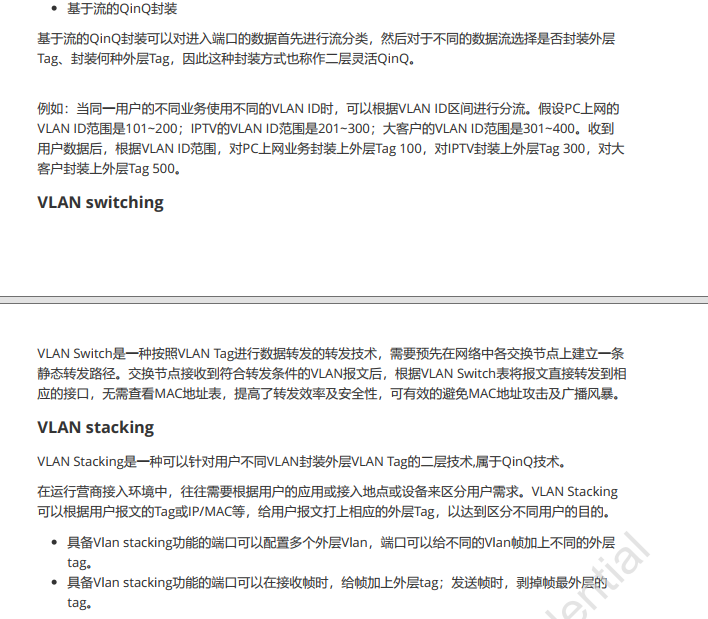 • 基于流的QinQ封装
基于流的QinQ封装可以对进入端口的数据首先进行流分类，然后对于不同的数据流选择是否封装外层
Tag、封装何种外层Tag，因此这种封装方式也称作二层灵活QinQ。
例如：当同一用户的不同业务使用不同的VLAN ID时，可以根据VLAN ID区间进行分流。假设PC上网的
VLAN ID范围是101~200；IPTV的VLAN ID范围是201~300；大客户的VLAN ID范围是301~400。收到
用户数据后，根据VLAN ID范围，对PC上网业务封装上外层Tag 100，对IPTV封装上外层Tag 300，对大
客户封装上外层Tag 500。
VLAN switching
VLAN Switch是一种按照VLAN Tag进行数据转发的转发技术，需要预先在网络中各交换节点上建立一条
静态转发路径。交换节点接收到符合转发条件的VLAN报文后，根据VLAN Switch表将报文直接转发到相
应的接口，无需查看MAC地址表，提高了转发效率及安全性，可有效的避免MAC地址攻击及广播风暴。
VLAN stacking
VLAN Stacking是一种可以针对用户不同VLAN封装外层VLAN Tag的二层技术,属于QinQ技术。
在运行营商接入环境中，往往需要根据用户的应用或接入地点或设备来区分用户需求。VLAN Stacking
可以根据用户报文的Tag或IP/MAC等，给用户报文打上相应的外层Tag，以达到区分不同用户的目的。
• 具备Vlan stacking功能的端口可以配置多个外层Vlan，端口可以给不同的Vlan帧加上不同的外层
tag。
• 具备Vlan stacking功能的端口可以在接收帧时，给帧加上外层tag；发送帧时，剥掉帧最外层的
tag。
dential